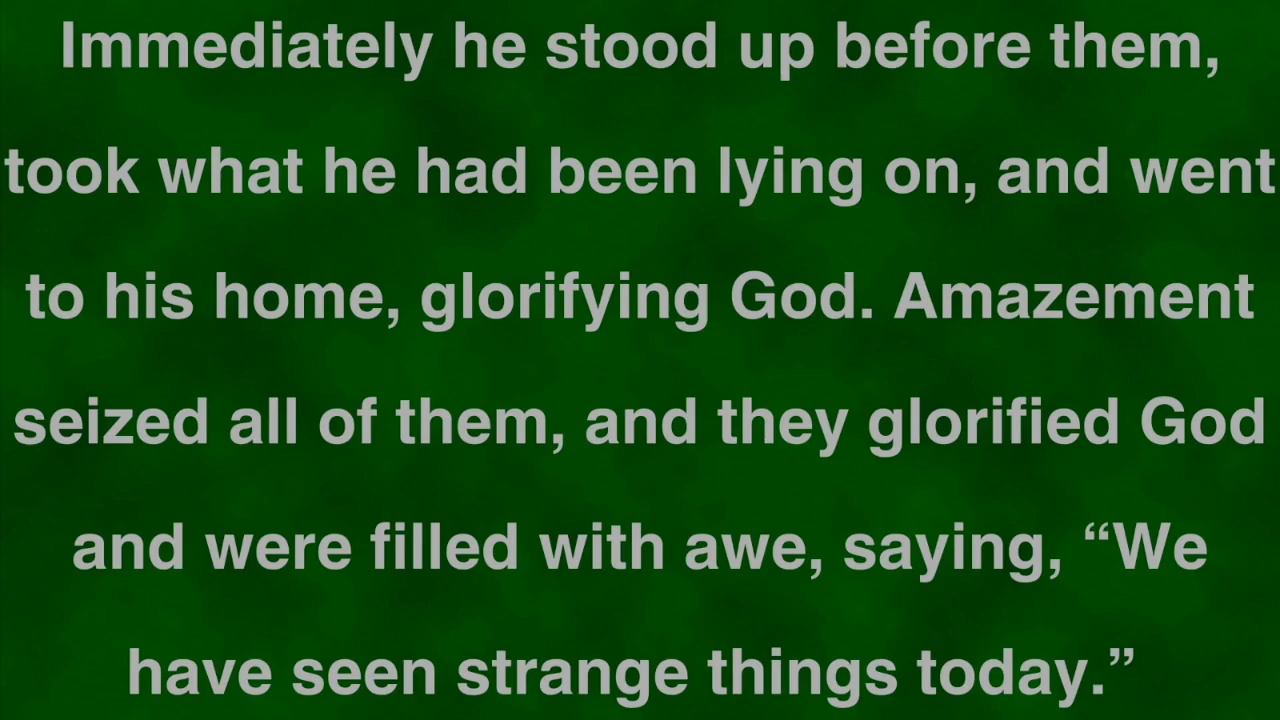 Immediately he stood up before them,
took what he had been lying on, and went
to his home, glorifying God. Amazement
seized all of them, and they glorified God
and were filled with awe, saying, “We
have seen strange things today.”